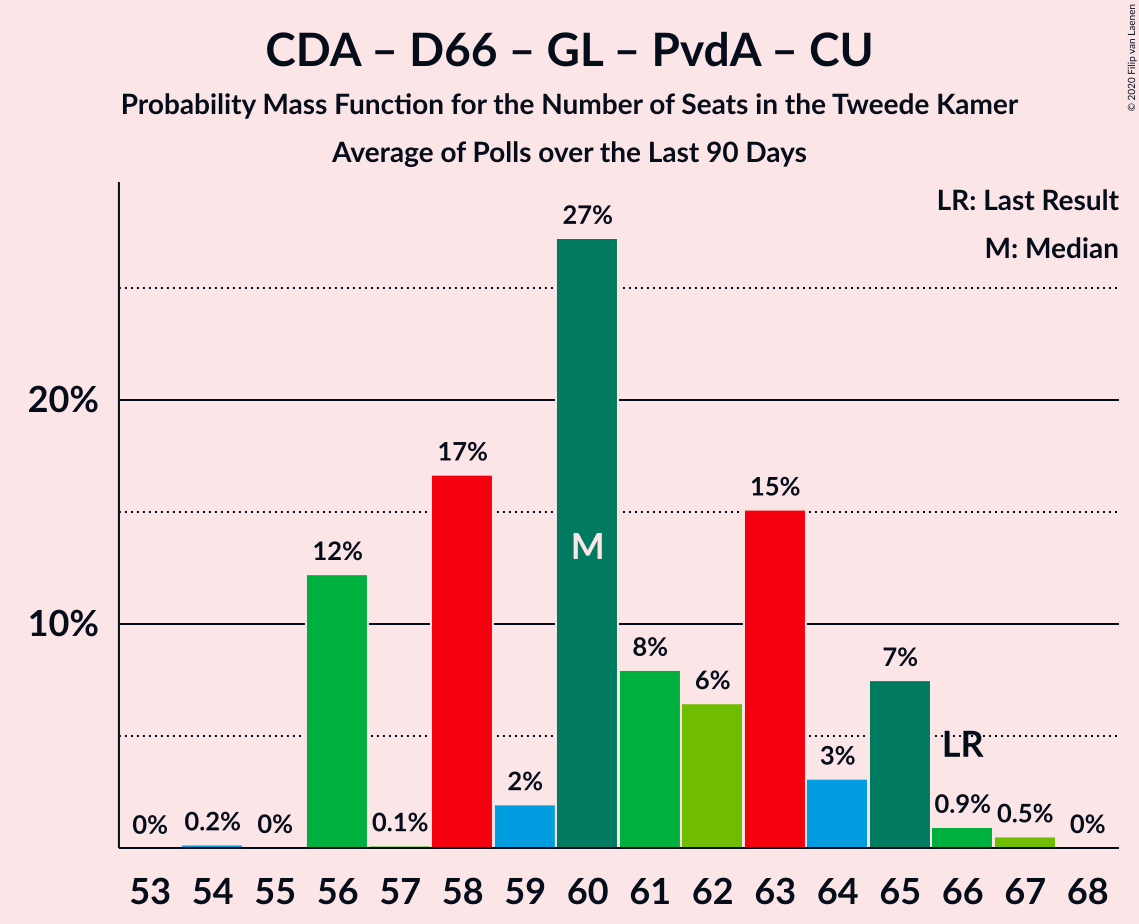 CDA – D66 – GL – PvdA – CU
Probability Mass Function for the Number of Seats in the Tweede Kamer
Average of Polls over the Last 90 Days
© 2020 Filip van Laenen
LR: Last Result
M: Median
20%
10%
0% 0.2% 0% 12% 0.1% 17% 2% 27% 8% 6% 15% 3% 7% 0.9% 0.5% 0%
M
LR
53 54 55 56 57 58 59 60 61 62 63 64 65 66 67 68